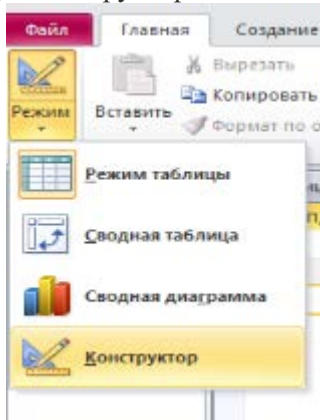 Файл Главная Создание
Вырезать
Копировать
Режим Вставить Формат по о
Режим таблицы
Сводная таблица
Сводная диаграмма
Конструктор